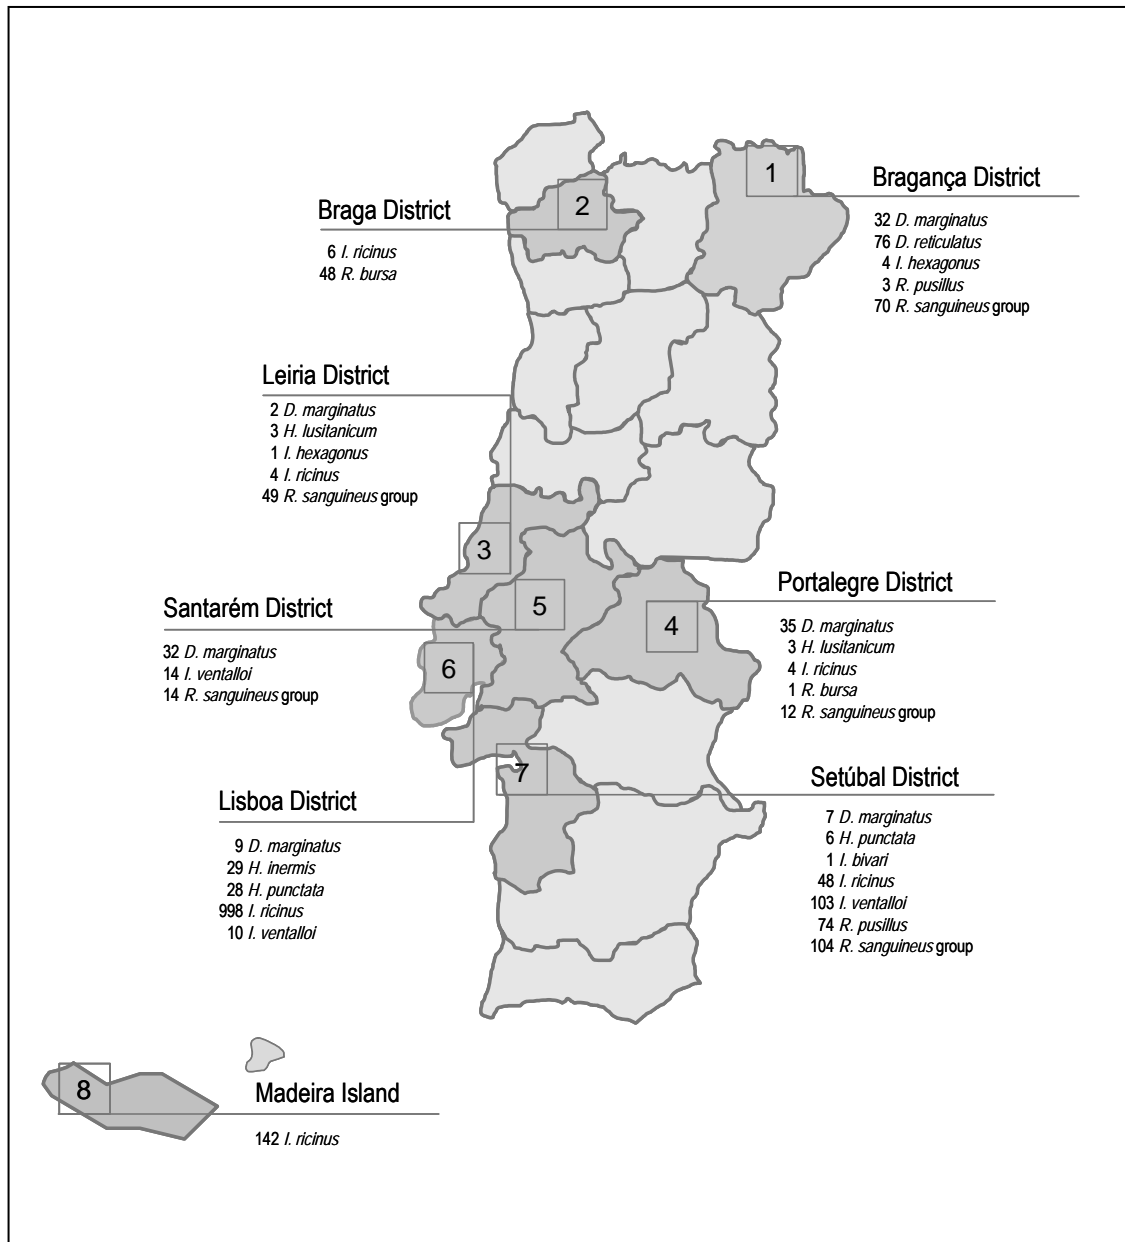 1
Bragança District
32 D. marginatus
76 D. reticulatus
4 I. hexagonus
3 R. pusillus
70 R. sanguineus group
2
Braga District
6 I. ricinus
48 R. bursa
Leiria District
2 D. marginatus
3 H. lusitanicum
1 I. hexagonus
4 I. ricinus
49 R. sanguineus group
3
Santarém District
32 D. marginatus
14 I. ventalloi
14 R. sanguineus group
5
Portalegre District
35 D. marginatus
3 H. lusitanicum
4 I. ricinus
1 R. bursa
12 R. sanguineus group
4
6
Lisboa District
9 D. marginatus
29 H. inermis
28 H. punctata
998 I. ricinus
10 I. ventalloi
7
Setúbal District
7 D. marginatus
6 H. punctata
1 I. bivari
48 I. ricinus
103 I. ventalloi
74 R. pusillus
104 R. sanguineus group
8
Madeira Island
142 I. ricinus